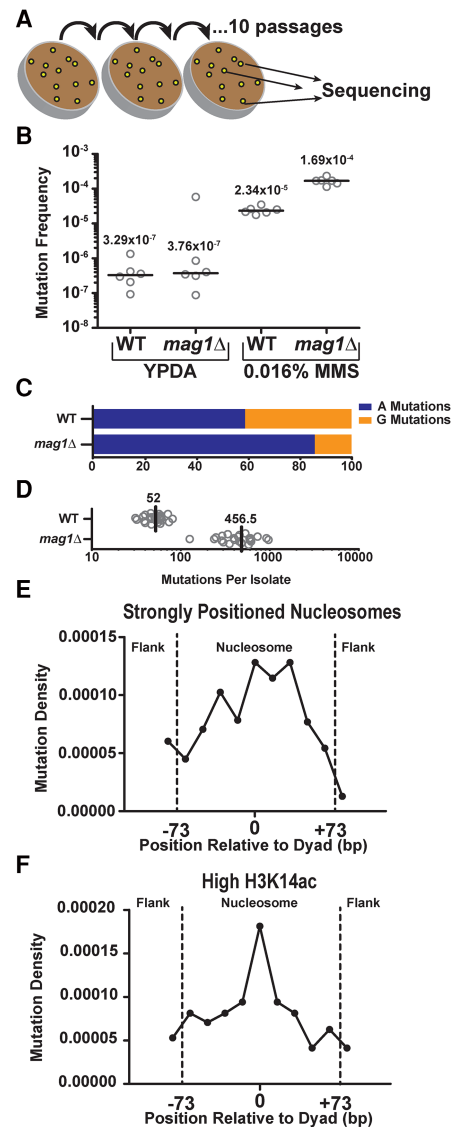 A
...10 passages
Sequencing
B
Mutation Frequency
10-3
10-4
10-5
10-6
10-7
10-8
3.29x10-7
3.76x10-7
2.34x10-5
1.69x10-4
WT
mag1Δ
WT
mag1Δ
YPDA
0.016% MMS
C
WT
mag1Δ
0
20
40
60
80
100
A Mutations
G Mutations
D
WT
mag1Δ
52
456.5
10
100
1000
10000
Mutations Per Isolate
E
Strongly Positioned Nucleosomes
Flank
Nucleosome
Flank
Mutation Density
0.00015
0.00010
0.00005
0.00000
-73
0
+73
Position Relative to Dyad (bp)
F
High H3K14ac
Flank
Nucleosome
Flank
Mutation Density
0.00020
0.00015
0.00010
0.00005
0.00000
-73
0
+73
Position Relative to Dyad (bp)